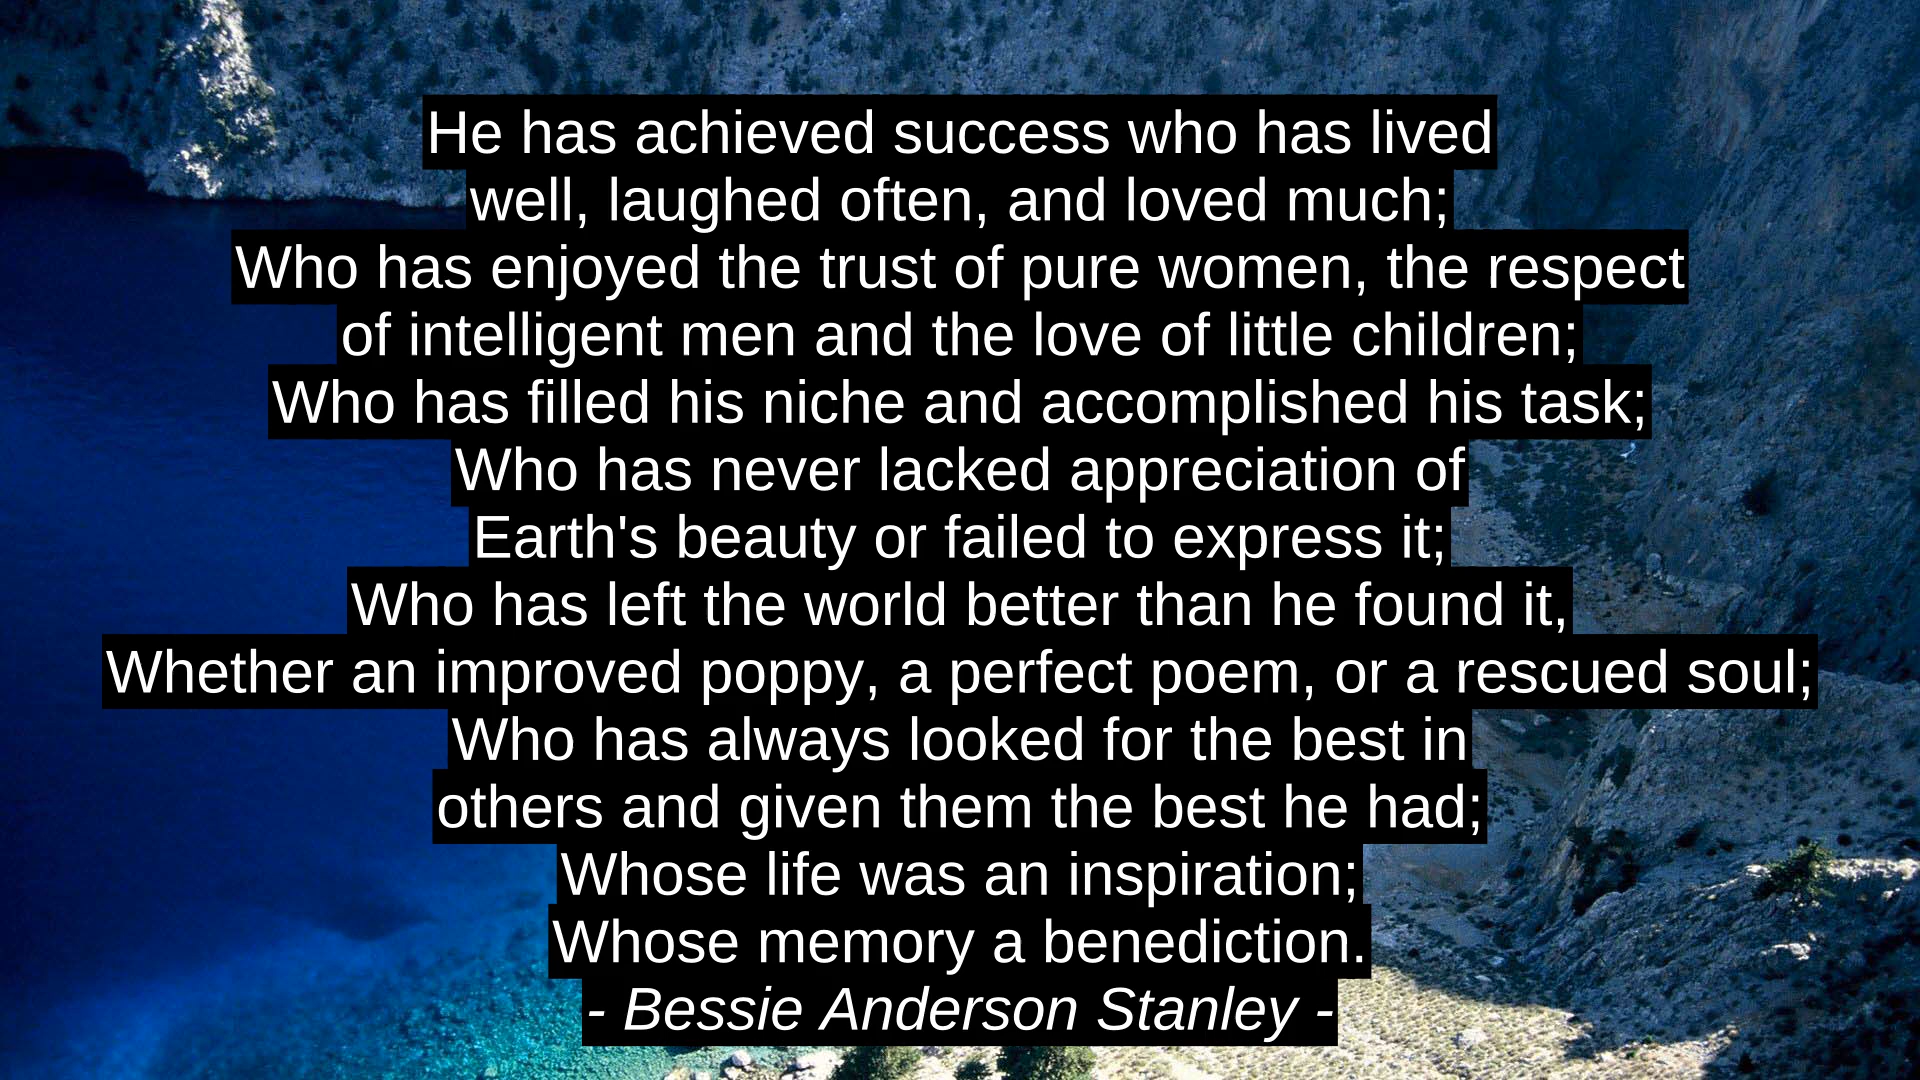 He has achieved success who has lived
well, laughed often, and loved much;
Who has enjoyed the trust of pure women, the respect
of intelligent men and the love of little children;
Who has filled his niche and accomplished his task;
Who has never lacked appreciation of
Earth's beauty or failed to express it;
Who has left the world better than he found it,
Whether an improved poppy, a perfect poem, or a rescued soul;
Who has always looked for the best in
others and given them the best he had;
Whose life was an inspiration;
Whose memory a benediction.
- Bessie Anderson Stanley -